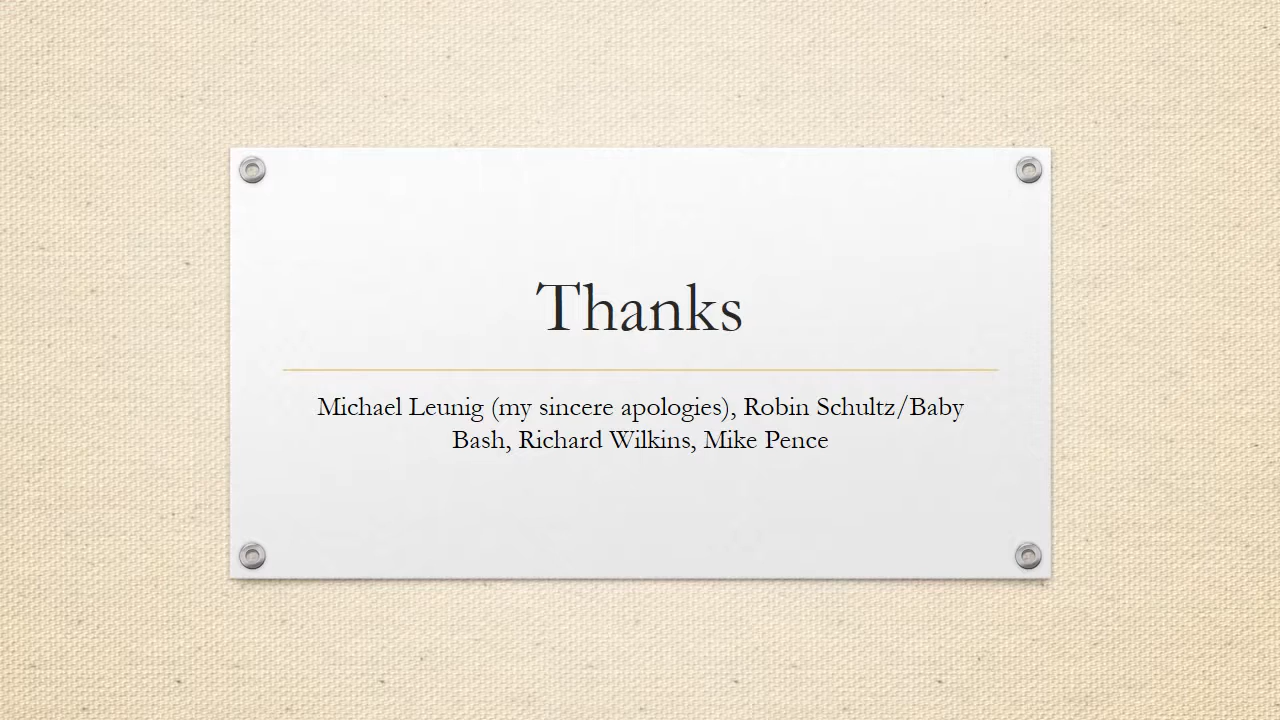 Thanks
Michael Leunig (my sincere apologies), Robin Schultz/Baby
Bash, Richard Wilkins, Mike Pence